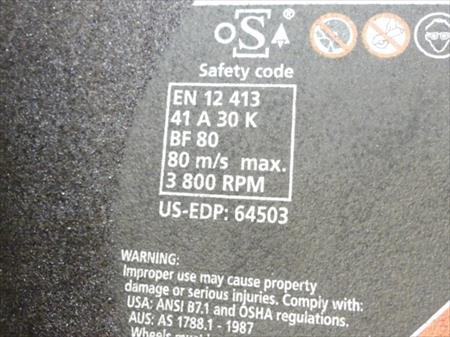 oSA®
Safety code
EN 12 413
41 A 30 K
BF 80
80 m/s max.
3 800 RPM
US-EDP: 64503
WARNING:
Improper use may cause property
damage or serious injuries. Comply with:
USA: ANSI B7.1 and OSHA regulations.
AUS: AS 1788.1 - 1987
Wheels must